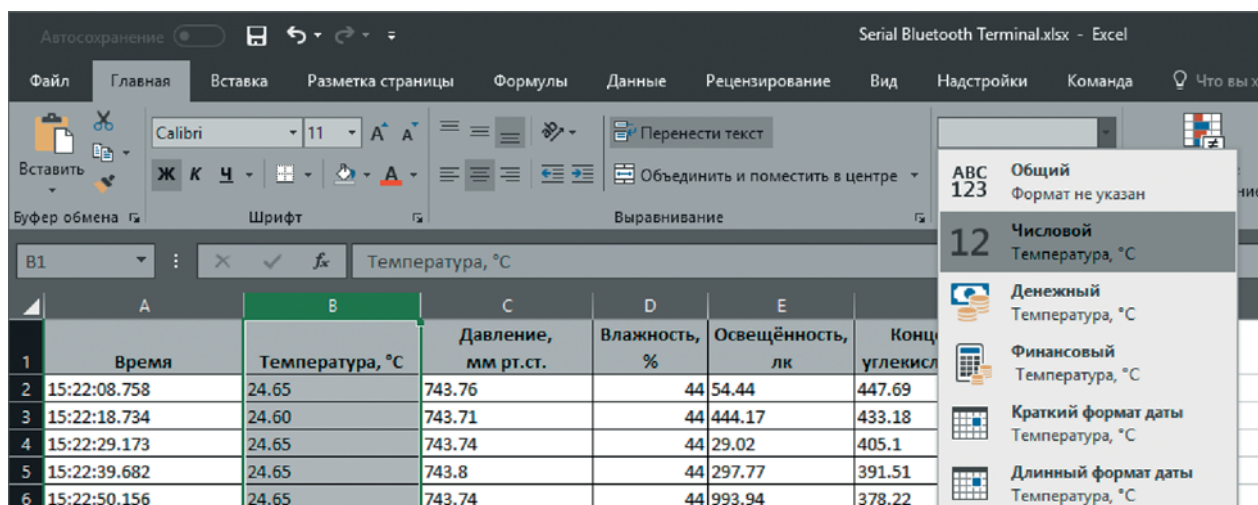 Автосохранение
Serial Bluetooth Terminal.xlsx - Excel
Файл Главная Вставка Разметка страницы Формулы Данные Рецензирование Вид Надстройки Команда Что вы
Вставить
Буфер обмена
Calibri 11
Ж К Ч
Шрифт
Перенести текст
Объединить и поместить в центре
Выравнивание
ABC 123 Общий
Формат не указан
12 Числовой
Температура, °C
Денежный
Температура, °C
Финансовый
Температура, °C
Краткий формат даты
Температура, °C
Длинный формат даты
Температура, °C
B1 fx Температура, °C
A B C D E
1 Время Температура, °C Давление, мм рт.ст. Влажность, % Освещённость, лк
2 15:22:08.758 24.65 743.76 44 54.44 447.69
3 15:22:18.734 24.60 743.71 44 444.17 433.18
4 15:22:29.173 24.65 743.74 44 29.02 405.1
5 15:22:39.682 24.65 743.8 44 297.77 391.51
6 15:22:50.156 24.65 743.74 44 993.94 378.22